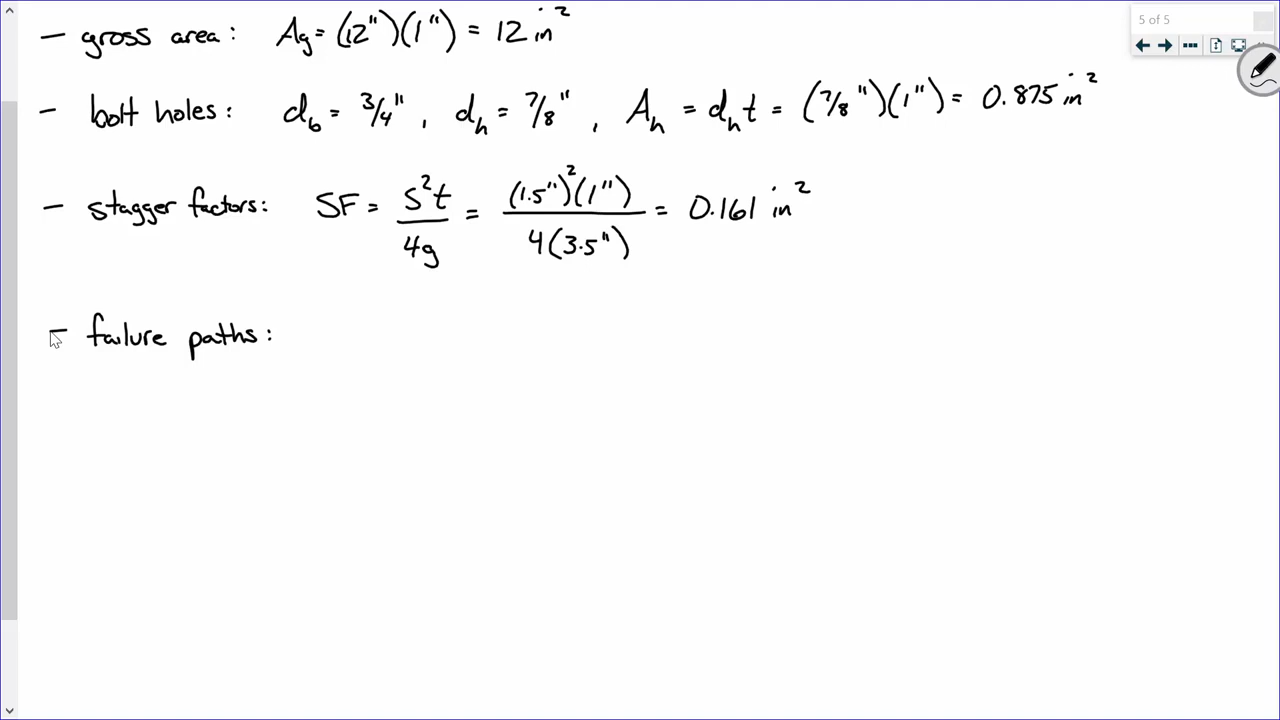 5 of 5
– gross area: Ag = (12")(1") = 12 in²
– bolt holes: db = 3/4", dh = 7/8", Ah = dht = (7/8")(1") = 0.875 in²
– stagger factors: SF = s²t/4g = (1.5")²(1")/4(3.5") = 0.161 in²
– failure paths: